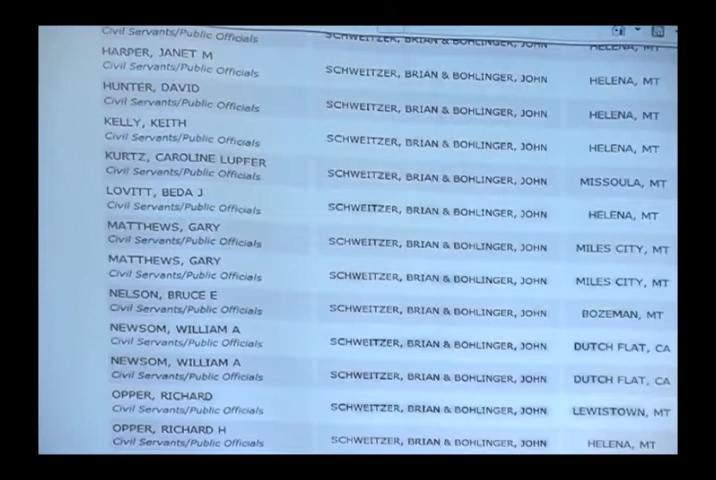 Civil Servants/Public Officials SCHWEITZER, BRIAN & BOHLINGER, JOHN HELENA, MT
HARPER, JANET M
Civil Servants/Public Officials SCHWEITZER, BRIAN & BOHLINGER, JOHN HELENA, MT
HUNTER, DAVID
Civil Servants/Public Officials SCHWEITZER, BRIAN & BOHLINGER, JOHN HELENA, MT
KELLY, KEITH
Civil Servants/Public Officials SCHWEITZER, BRIAN & BOHLINGER, JOHN HELENA, MT
KURTZ, CAROLINE LUPFER
Civil Servants/Public Officials SCHWEITZER, BRIAN & BOHLINGER, JOHN MISSOULA, MT
LOVITT, BEDA J
Civil Servants/Public Officials SCHWEITZER, BRIAN & BOHLINGER, JOHN HELENA, MT
MATTHEWS, GARY
Civil Servants/Public Officials SCHWEITZER, BRIAN & BOHLINGER, JOHN MILES CITY, MT
MATTHEWS, GARY
Civil Servants/Public Officials SCHWEITZER, BRIAN & BOHLINGER, JOHN MILES CITY, MT
NELSON, BRUCE E
Civil Servants/Public Officials SCHWEITZER, BRIAN & BOHLINGER, JOHN BOZEMAN, MT
NEWSOM, WILLIAM A
Civil Servants/Public Officials SCHWEITZER, BRIAN & BOHLINGER, JOHN DUTCH FLAT, CA
NEWSOM, WILLIAM A
Civil Servants/Public Officials SCHWEITZER, BRIAN & BOHLINGER, JOHN DUTCH FLAT, CA
OPPER, RICHARD
Civil Servants/Public Officials SCHWEITZER, BRIAN & BOHLINGER, JOHN LEWISTOWN, MT
OPPER, RICHARD H
Civil Servants/Public Officials SCHWEITZER, BRIAN & BOHLINGER, JOHN HELENA, MT